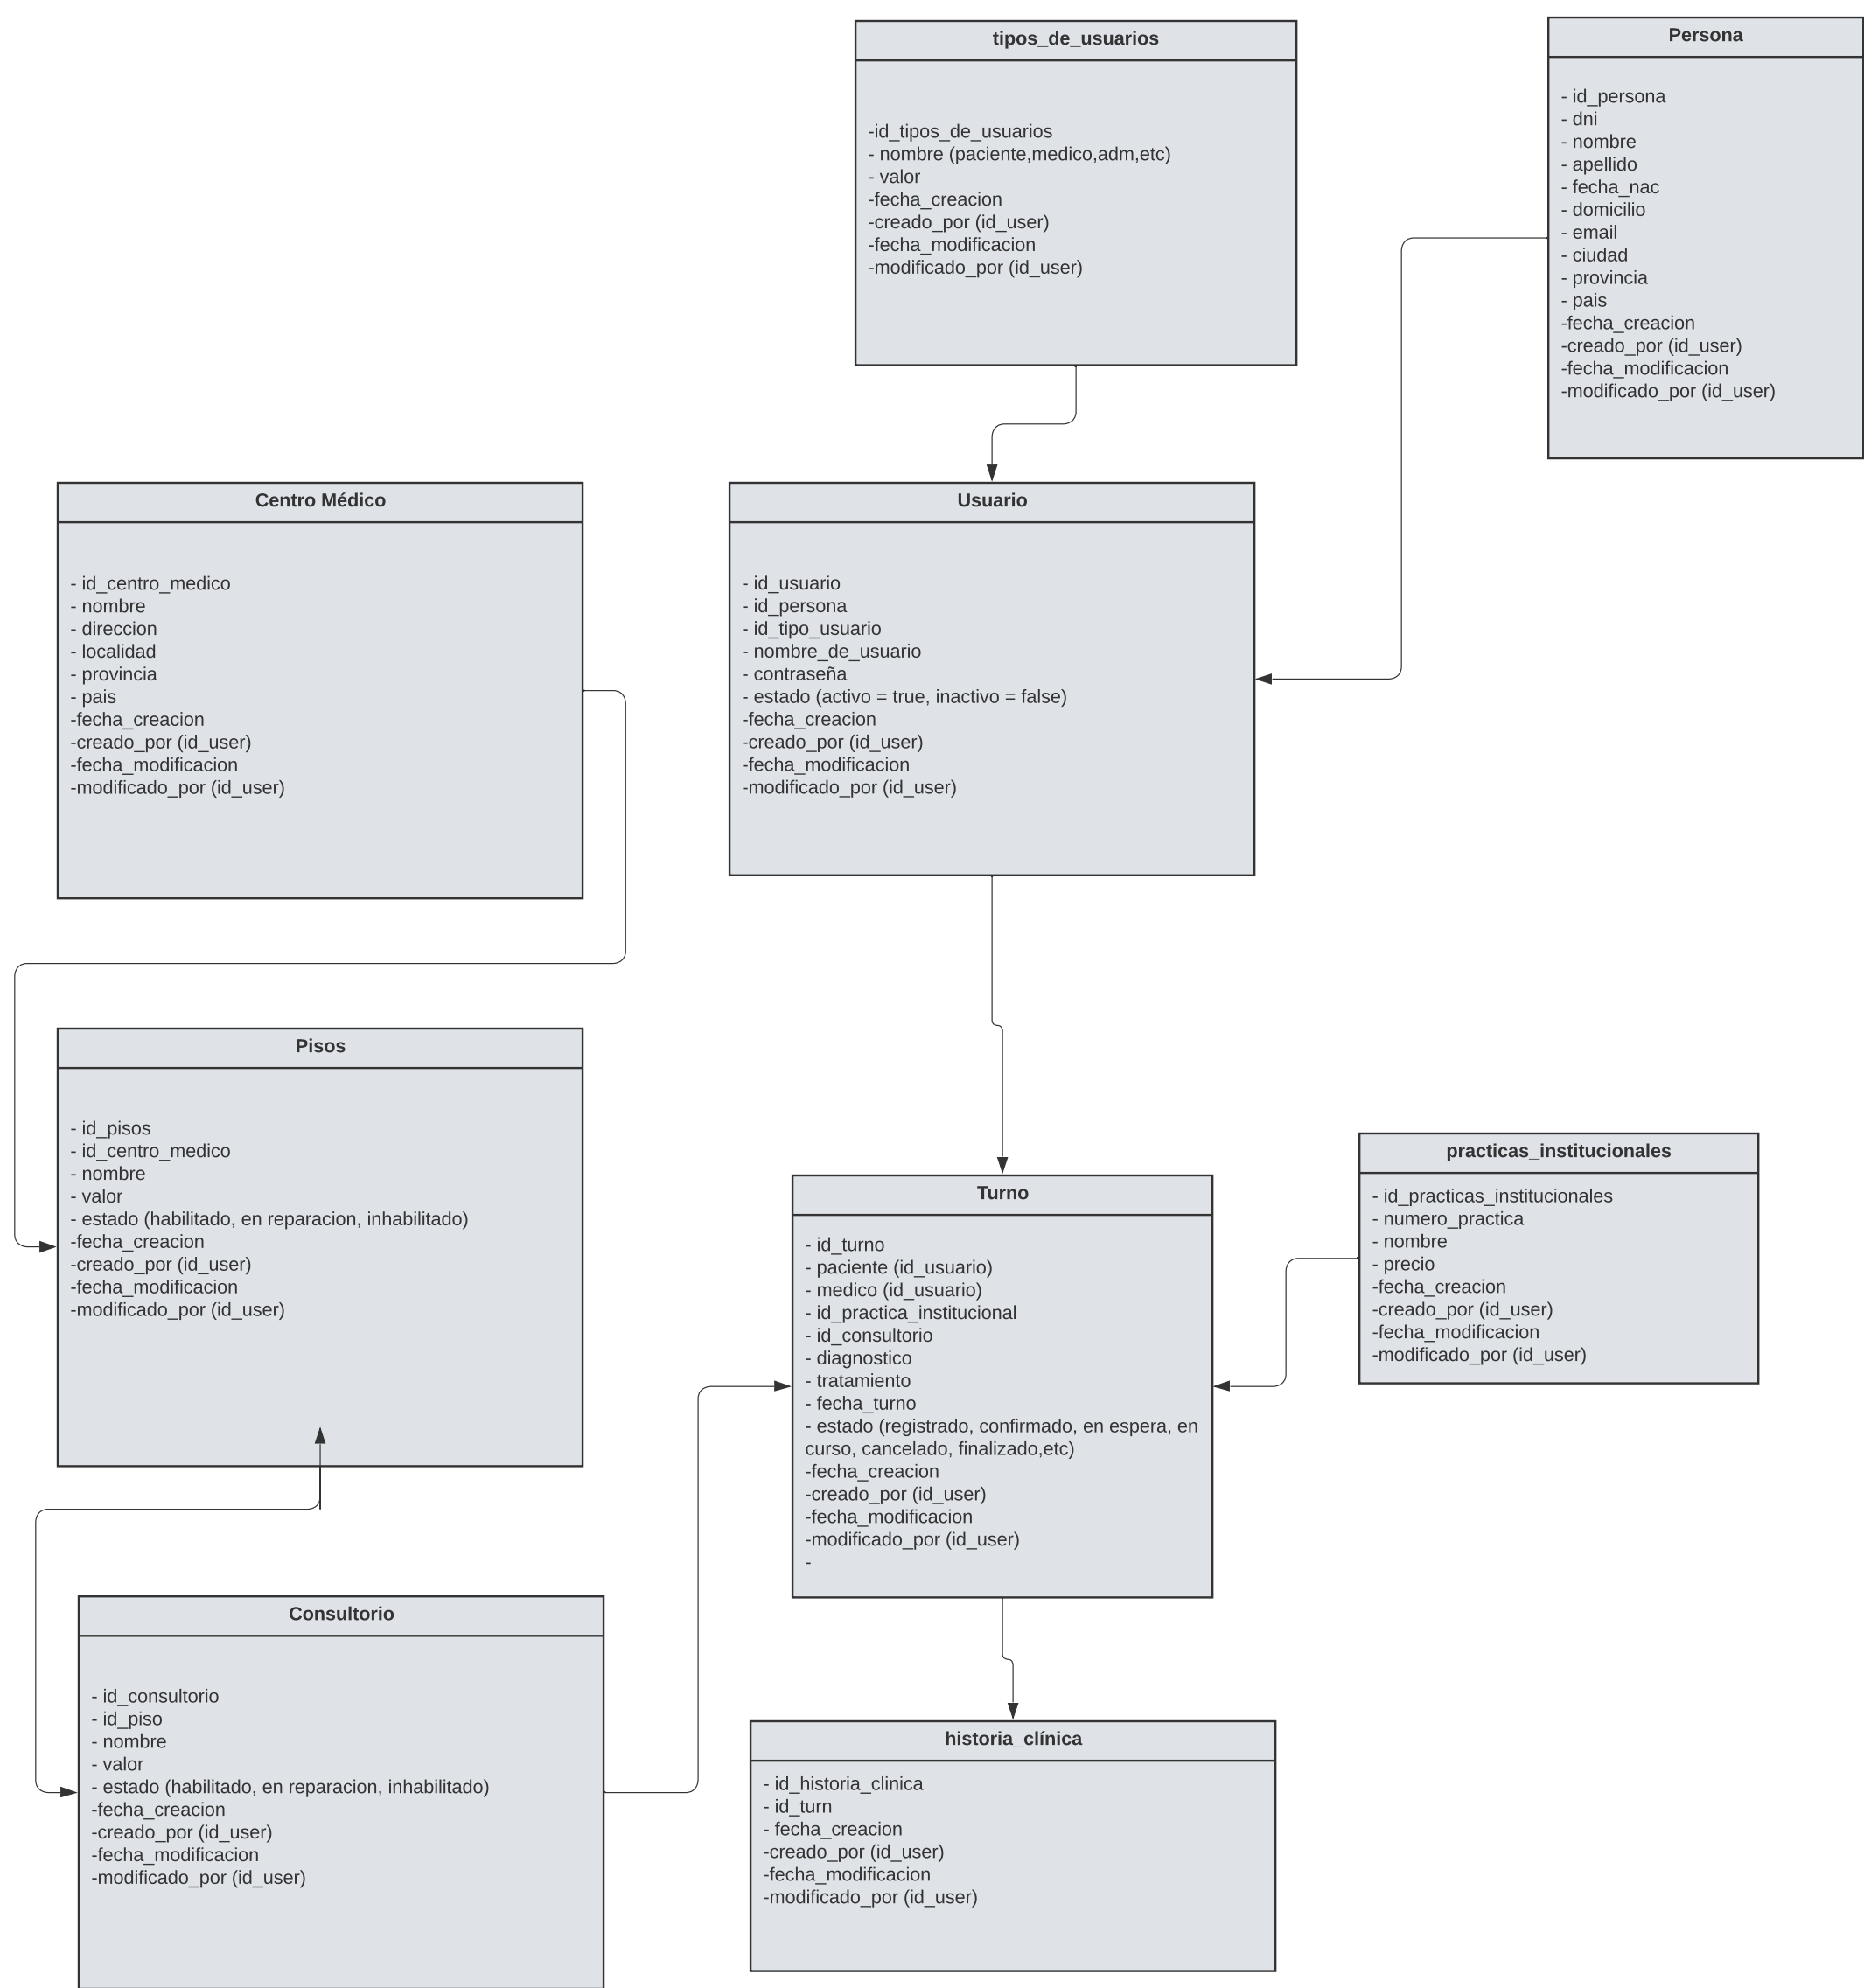 tipos_de_usuarios
-id_tipos_de_usuarios
- nombre (paciente,medico,adm,etc)
- valor
-fecha_creacion
-creado_por (id_user)
-fecha_modificacion
-modificado_por (id_user)
Persona
- id_persona
- dni
- nombre
- apellido
- fecha_nac
- domicilio
- email
- ciudad
- provincia
- pais
-fecha_creacion
-creado_por (id_user)
-fecha_modificacion
-modificado_por (id_user)
Centro Médico
- id_centro_medico
- nombre
- direccion
- localidad
- provincia
- pais
-fecha_creacion
-creado_por (id_user)
-fecha_modificacion
-modificado_por (id_user)
Usuario
- id_usuario
- id_persona
- id_tipo_usuario
- nombre_de_usuario
- contraseña
- estado (activo = true, inactivo = false)
-fecha_creacion
-creado_por (id_user)
-fecha_modificacion
-modificado_por (id_user)
Pisos
- id_pisos
- id_centro_medico
- nombre
- valor
- estado (habilitado, en reparacion, inhabilitado)
-fecha_creacion
-creado_por (id_user)
-fecha_modificacion
-modificado_por (id_user)
Turno
- id_turno
- paciente (id_usuario)
- medico (id_usuario)
- id_practica_institucional
- id_consultorio
- diagnostico
- tratamiento
- fecha_turno
- estado (registrado, confirmado, en espera, en
curso, cancelado, finalizado,etc)
-fecha_creacion
-creado_por (id_user)
-fecha_modificacion
-modificado_por (id_user)
-
practicas_institucionales
- id_practicas_institucionales
- numero_practica
- nombre
- precio
-fecha_creacion
-creado_por (id_user)
-fecha_modificacion
-modificado_por (id_user)
Consultorio
- id_consultorio
- id_piso
- nombre
- valor
- estado (habilitado, en reparacion, inhabilitado)
-fecha_creacion
-creado_por (id_user)
-fecha_modificacion
-modificado_por (id_user)
historia_clínica
- id_historia_clinica
- id_turn
- fecha_creacion
-creado_por (id_user)
-fecha_modificacion
-modificado_por (id_user)